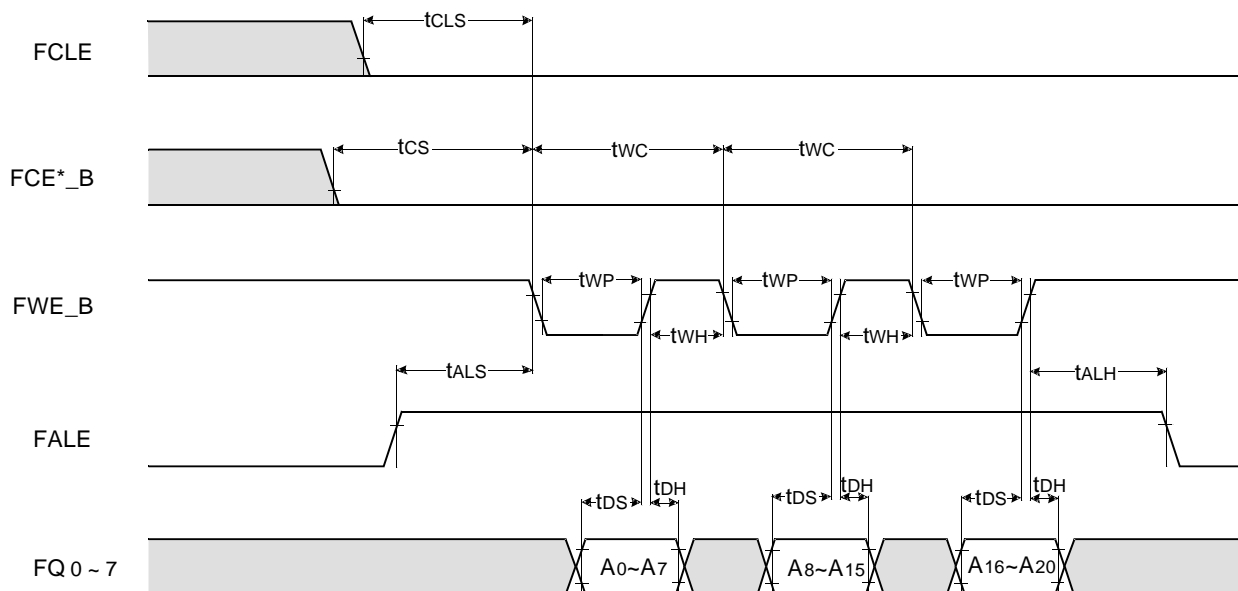 tCLS
FCLE
tCS tWC tWC
FCE*_B
tWP tWP tWP
FWE_B
tWH tWH
tALS tALH
FALE
tDS tDH tDS tDH tDS tDH
FQ 0 ~ 7 A0~A7 A8~A15 A16~A20